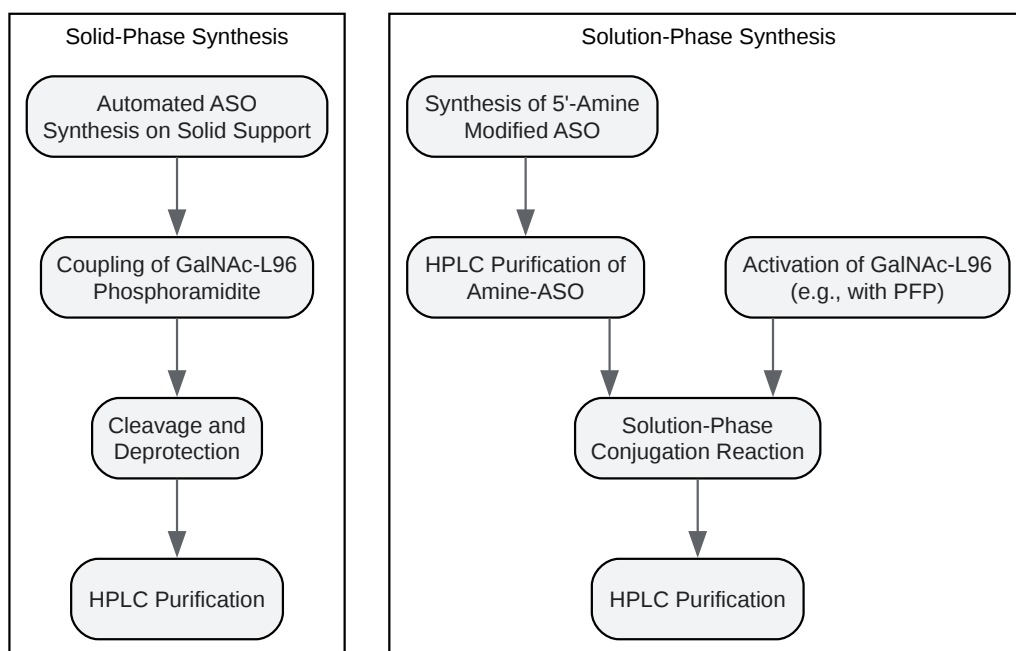 Solid-Phase Synthesis
Automated ASO
Synthesis on Solid Support
Coupling of GalNAc-L96
Phosphoramidite
Cleavage and
Deprotection
HPLC Purification
Solution-Phase Synthesis
Synthesis of 5'-Amine
Modified ASO
HPLC Purification of
Amine-ASO
Activation of GalNAc-L96
(e.g., with PFP)
Solution-Phase
Conjugation Reaction
HPLC Purification